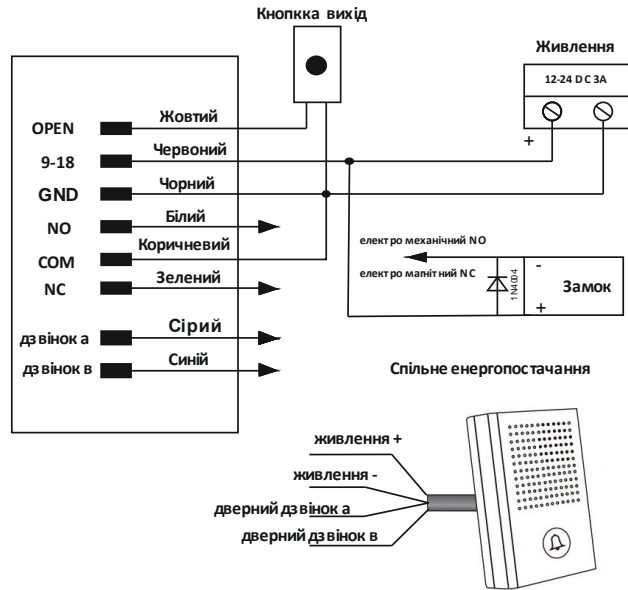 Кнопкка вихід
Живлення
12-24 DC 3A
+
OPEN
Жовтий
9-18
Червоний
GND
Чорний
NO
Білий
COM
Коричневий
NC
Зелений
дзвінок а
Сірий
дзвінок в
Синій
електро механічний NO
електро магнітний NC
1N4004
-
+
Замок
Спільне енергопостачання
живлення +
живлення -
дверний дзвінок а
дверний дзвінок в